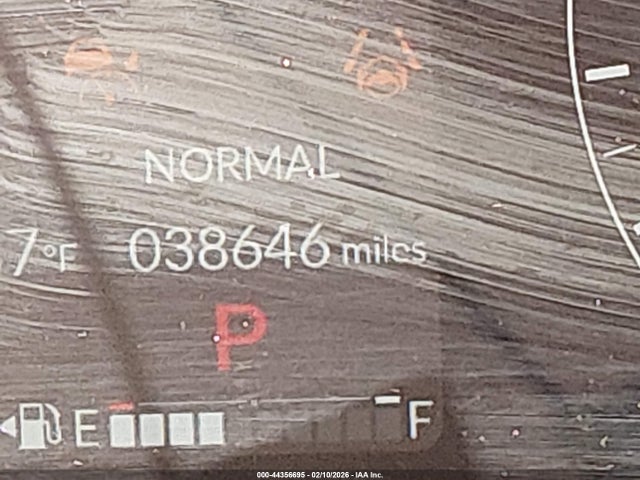 NORMAL
7°F 038646 miles
P
E F
000-44356695 - 02/10/2026 - IAA Inc.